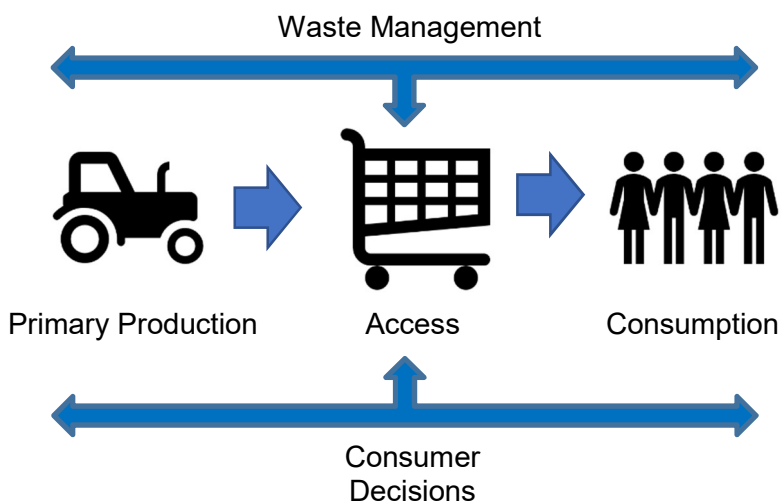 Waste Management
Primary Production
Access
Consumption
Consumer
Decisions